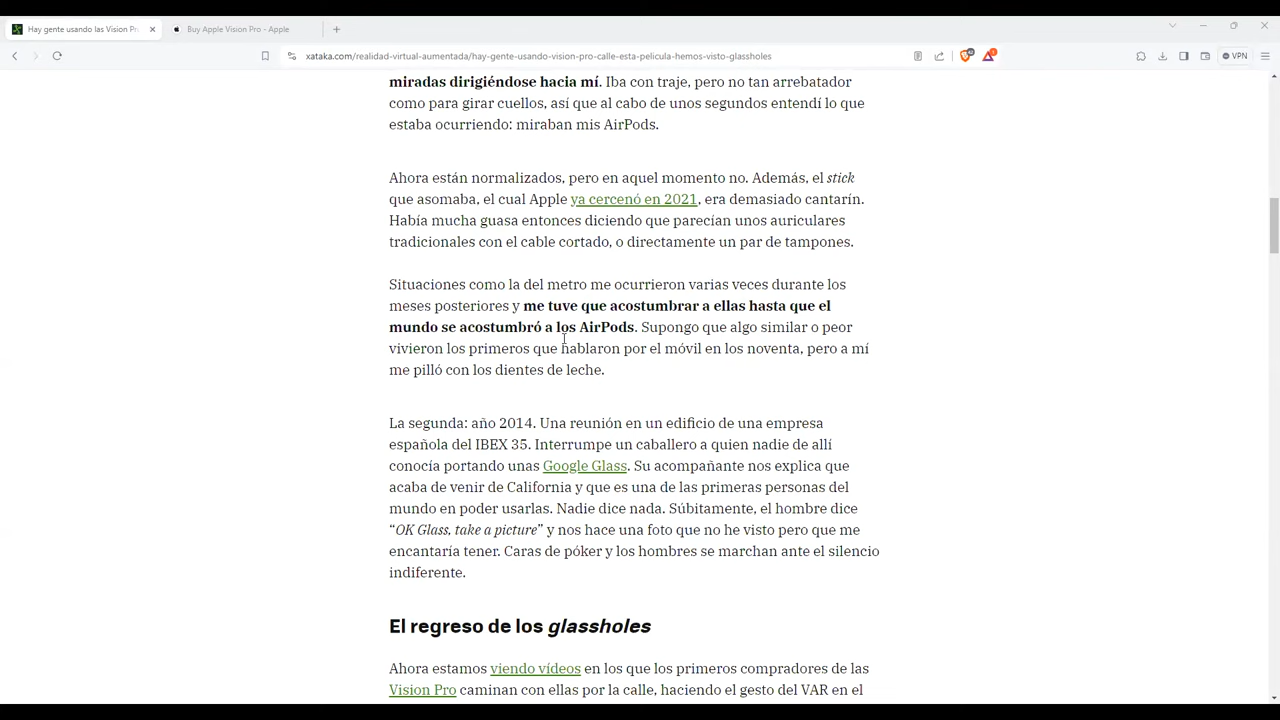 Hay gente usando las Vision Pr
Buy Apple Vision Pro - Apple
xataka.com/realidad-virtual-aumentada/hay-gente-usando-vision-pro-calle-esta-pelicula-hemos-visto-glassholes
VPN
miradas dirigiéndose hacia mí. Iba con traje, pero no tan arrebatador
como para girar cuellos, así que al cabo de unos segundos entendí lo que
estaba ocurriendo: miraban mis AirPods.
Ahora están normalizados, pero en aquel momento no. Además, el stick
que asomaba, el cual Apple ya cercenó en 2021, era demasiado cantarín.
Había mucha guasa entonces diciendo que parecían unos auriculares
tradicionales con el cable cortado, o directamente un par de tampones.
Situaciones como la del metro me ocurrieron varias veces durante los
meses posteriores y me tuve que acostumbrar a ellas hasta que el
mundo se acostumbró a los AirPods. Supongo que algo similar o peor
vivieron los primeros que hablaron por el móvil en los noventa, pero a mí
me pilló con los dientes de leche.
La segunda: año 2014. Una reunión en un edificio de una empresa
española del IBEX 35. Interrumpe un caballero a quien nadie de allí
conocía portando unas Google Glass. Su acompañante nos explica que
acaba de venir de California y que es una de las primeras personas del
mundo en poder usarlas. Nadie dice nada. Súbitamente, el hombre dice
“OK Glass, take a picture” y nos hace una foto que no he visto pero que me
encantaría tener. Caras de póker y los hombres se marchan ante el silencio
indiferente.
El regreso de los glassholes
Ahora estamos viendo vídeos en los que los primeros compradores de las
Vision Pro caminan con ellas por la calle, haciendo el gesto del VAR en el